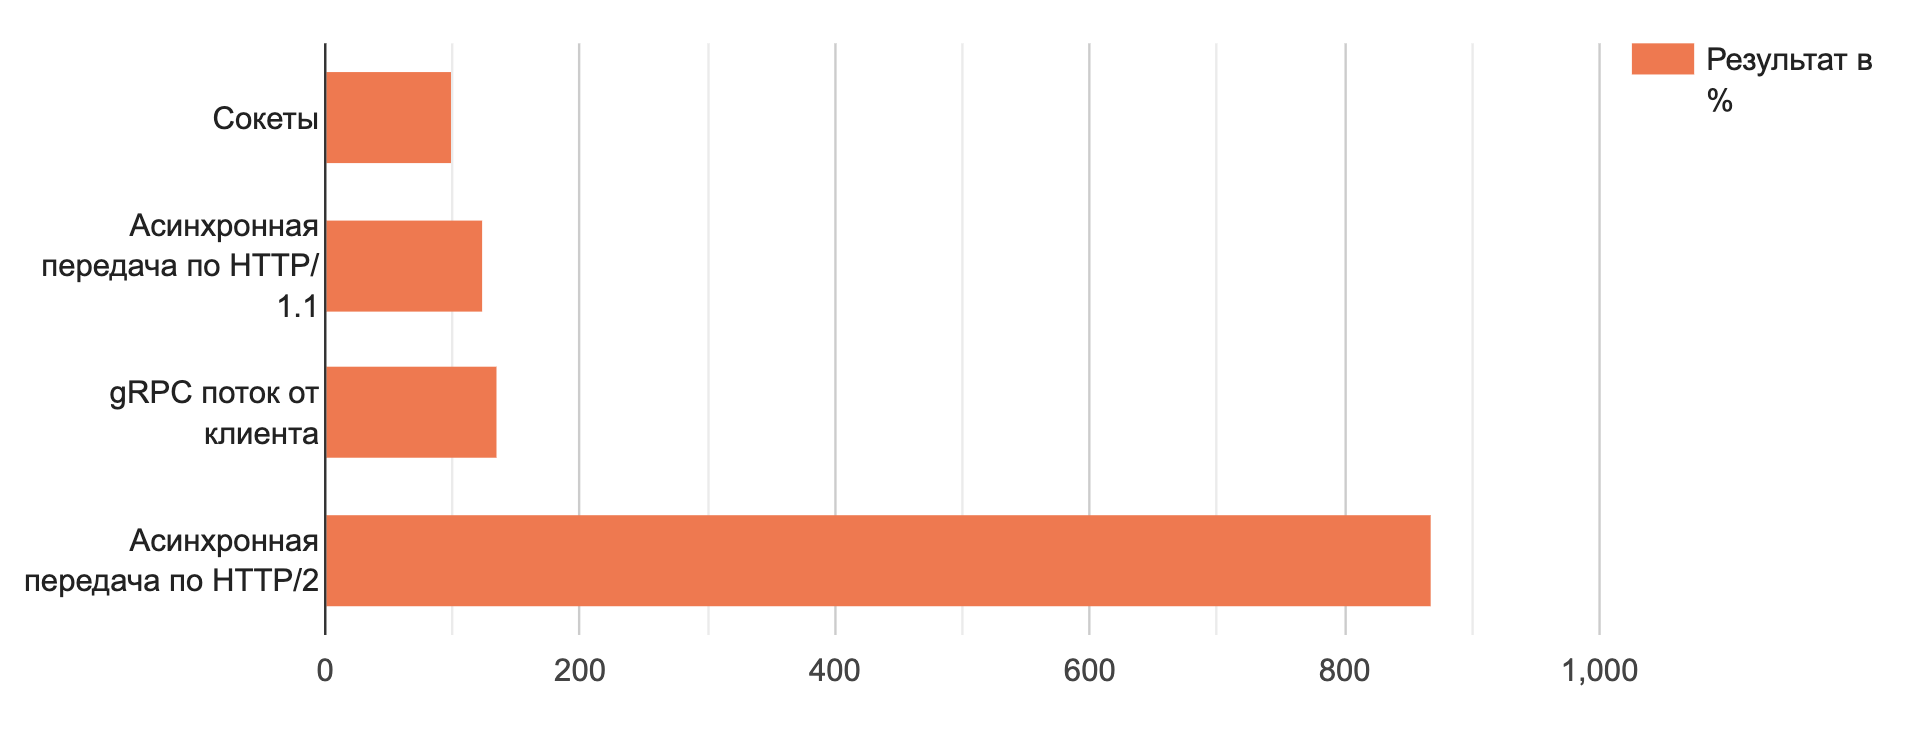 Сокеты
Асинхронная
передача по HTTP/
1.1
gRPC поток от
клиента
Асинхронная
передача по HTTP/2
0 200 400 600 800 1,000
Результат в
%